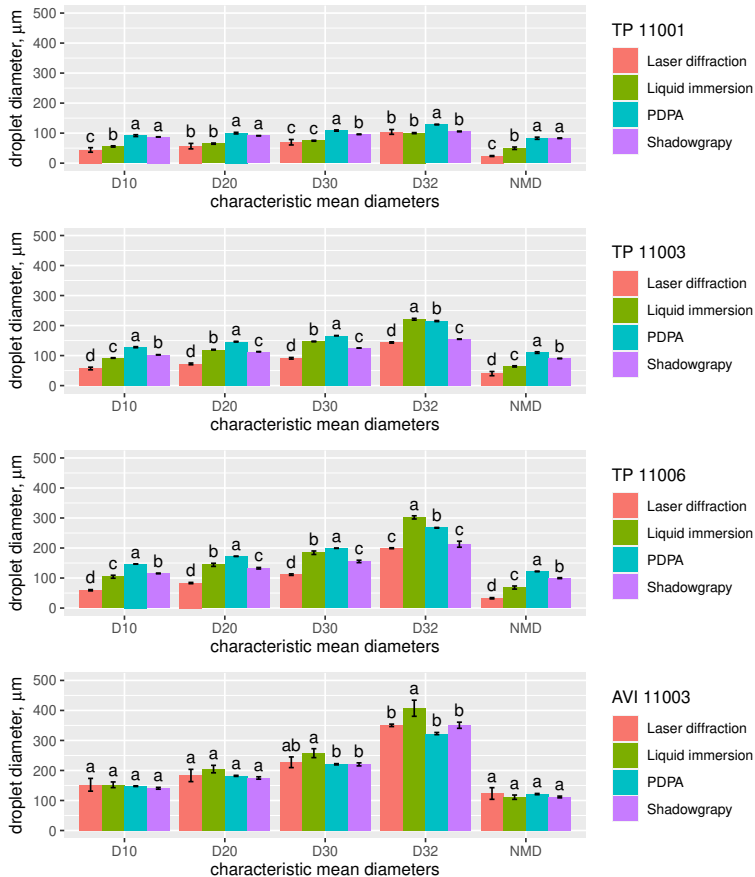 droplet diameter, μm
500
400
300
200
100
0
c b a a
b b a a
c c a b
b b a b
c b a a
D10 D20 D30 D32 NMD
characteristic mean diameters
TP 11001
Laser diffraction
Liquid immersion
PDPA
Shadowgrapy
droplet diameter, μm
500
400
300
200
100
0
d c a b
d b a c
d b a c
d a b c
d c a b
D10 D20 D30 D32 NMD
characteristic mean diameters
TP 11003
Laser diffraction
Liquid immersion
PDPA
Shadowgrapy
droplet diameter, μm
500
400
300
200
100
0
d c a b
d b a c
d b a c
d a b c
d c a b
D10 D20 D30 D32 NMD
characteristic mean diameters
TP 11006
Laser diffraction
Liquid immersion
PDPA
Shadowgrapy
droplet diameter, μm
500
400
300
200
100
0
a a a a
a a a a
ab a b b
b a b b
a a a a
D10 D20 D30 D32 NMD
characteristic mean diameters
AVI 11003
Laser diffraction
Liquid immersion
PDPA
Shadowgrapy